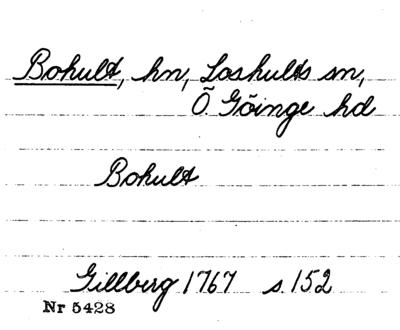 Bohult, hn, Loshults sn,
Ö. Göinge hd
Bohult
Gillberg 1767 s. 152
Nr 5428